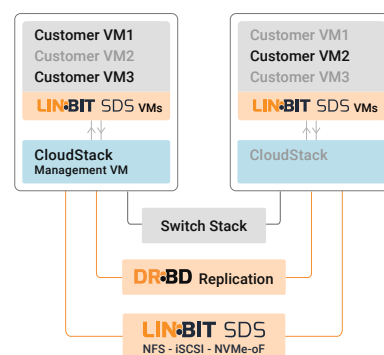 Customer VM1
Customer VM2
Customer VM3
LINBIT SDS VMs
CloudStack
Management VM
Customer VM1
Customer VM2
Customer VM3
LINBIT SDS VMs
CloudStack
Switch Stack
DRBD Replication
LINBIT SDS
NFS - iSCSI - NVMe-oF